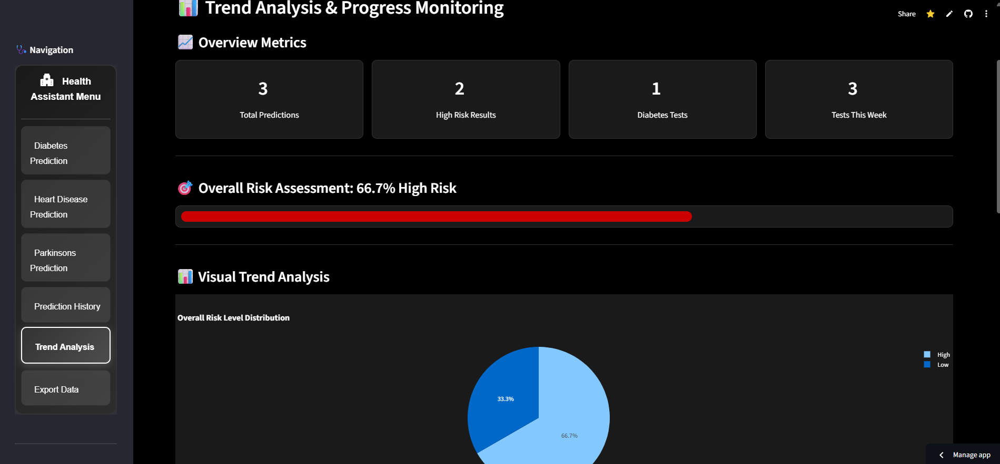 Navigation
Health
Assistant Menu
Diabetes
Prediction
Heart Disease
Prediction
Parkinsons
Prediction
Prediction History
Trend Analysis
Export Data
Share
Trend Analysis & Progress Monitoring
Overview Metrics
3
Total Predictions
2
High Risk Results
1
Diabetes Tests
3
Tests This Week
Overall Risk Assessment: 66.7% High Risk
Visual Trend Analysis
Overall Risk Level Distribution
High
Low
33.3%
66.7%
Manage app